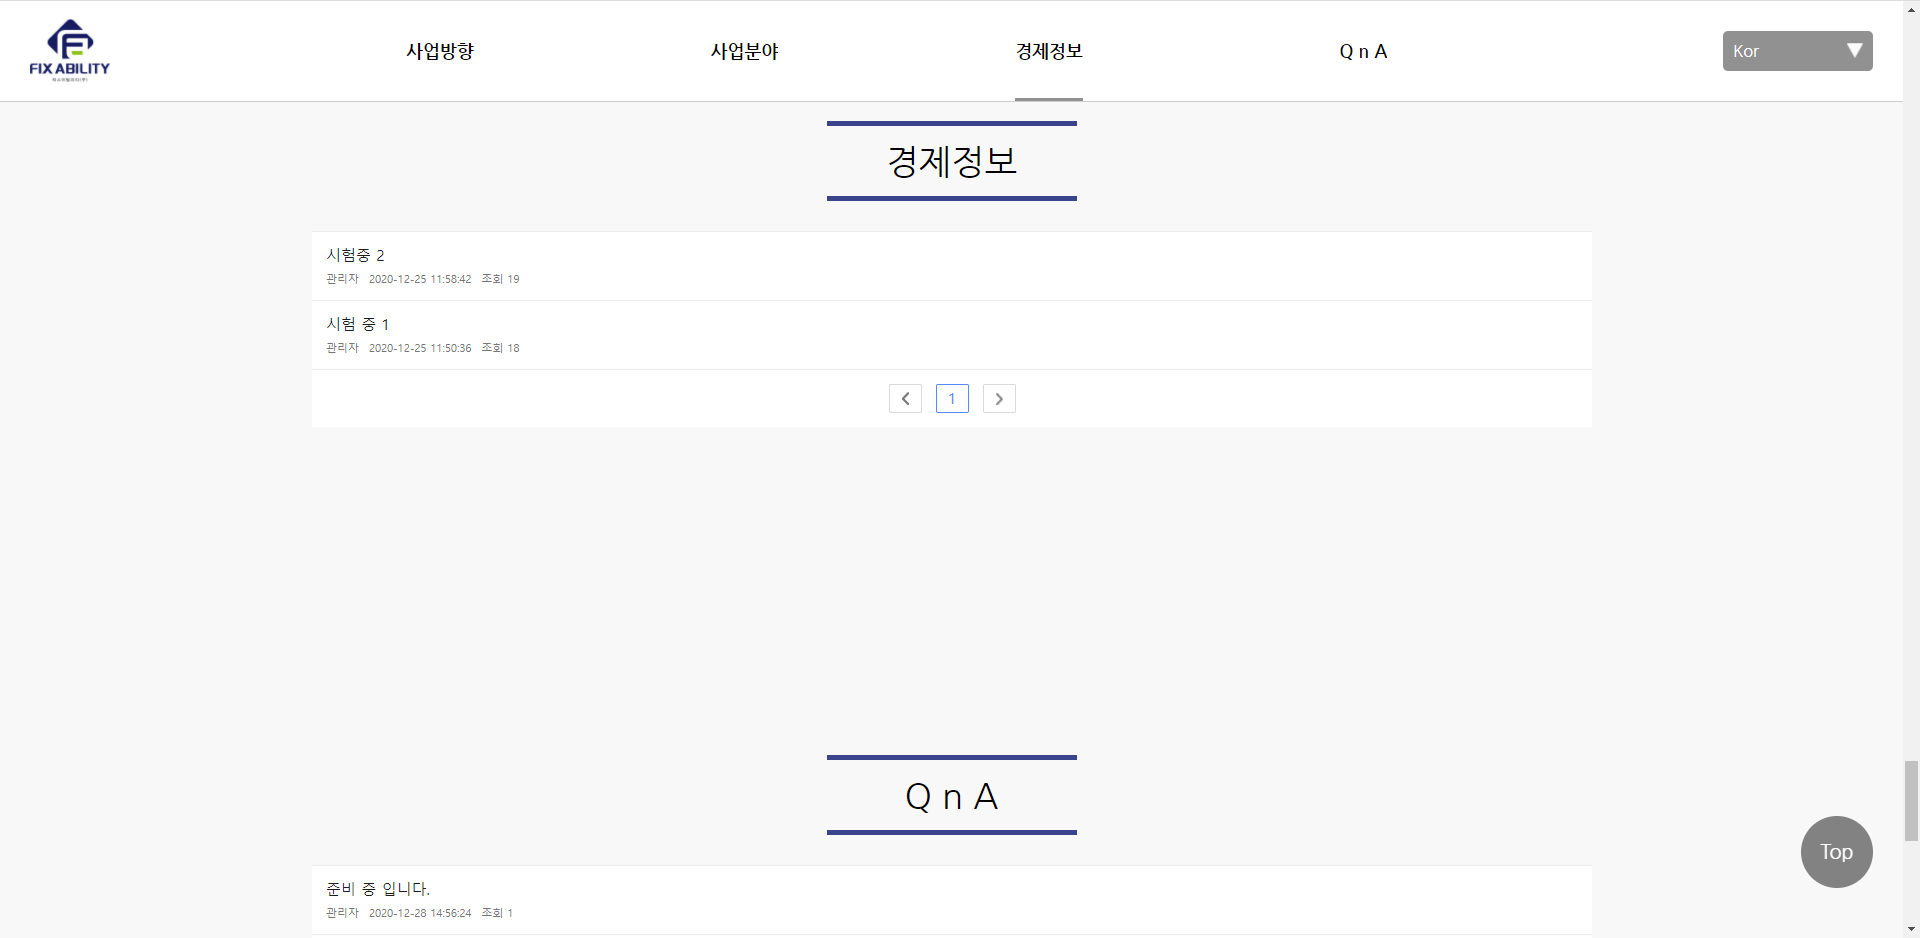 FIX ABILITY
사업방향
사업분야
경제정보
Q n A
Kor
경제정보
시험중 2
관리자 2020-12-25 11:58:42 조회 19
시험 중 1
관리자 2020-12-25 11:50:36 조회 18
1
Q n A
Top
준비 중 입니다.
관리자 2020-12-28 14:56:24 조회 1